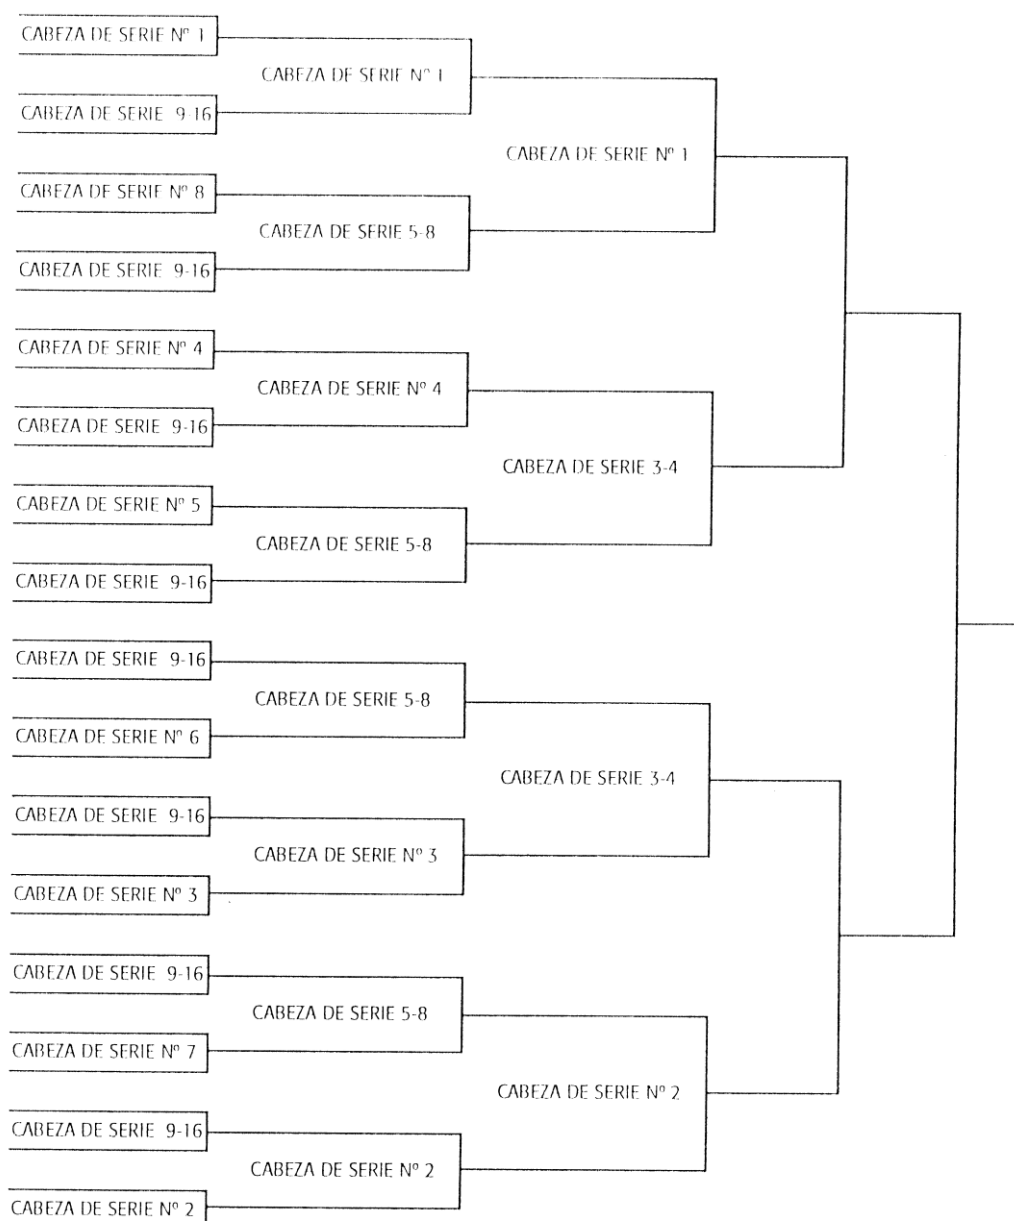 CABEZA DE SERIE Nº 1
CABEZA DE SERIE Nº 1
CABEZA DE SERIE 9-16
CABEZA DE SERIE Nº 1
CABEZA DE SERIE Nº 8
CABEZA DE SERIE 5-8
CABEZA DE SERIE 9-16
CABEZA DE SERIE Nº 4
CABEZA DE SERIE Nº 4
CABEZA DE SERIE 9-16
CABEZA DE SERIE 3-4
CABEZA DE SERIE Nº 5
CABEZA DE SERIE 5-8
CABEZA DE SERIE 9-16
CABEZA DE SERIE 9-16
CABEZA DE SERIE 5-8
CABEZA DE SERIE Nº 6
CABEZA DE SERIE 3-4
CABEZA DE SERIE 9-16
CABEZA DE SERIE Nº 3
CABEZA DE SERIE Nº 3
CABEZA DE SERIE 9-16
CABEZA DE SERIE 5-8
CABEZA DE SERIE Nº 7
CABEZA DE SERIE Nº 2
CABEZA DE SERIE 9-16
CABEZA DE SERIE Nº 2
CABEZA DE SERIE Nº 2